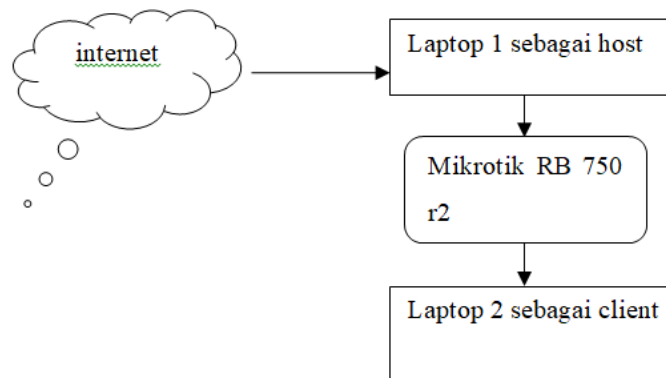 internet
Laptop 1 sebagai host
Mikrotik RB 750
r2
Laptop 2 sebagai client